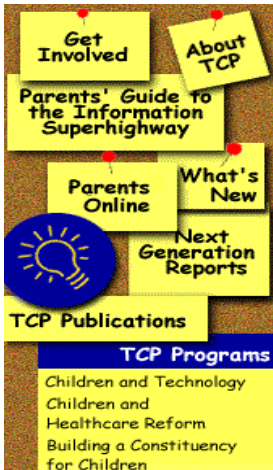 Get
Involved
About
TCP
Parents' Guide to
the Information
Superhighway
What's
New
Parents
Online
Next
Generation
Reports
TCP Publications
TCP Programs
Children and Technology
Children and
Healthcare Reform
Building a Constituency
for Children